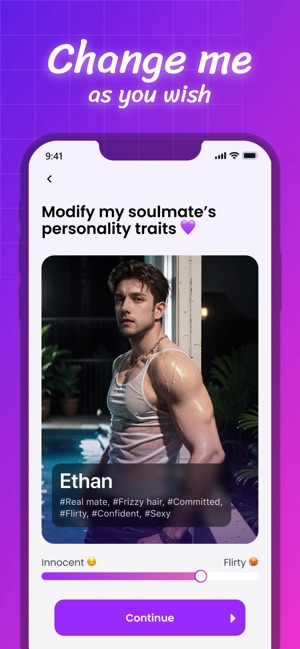 Change me
as you wish
9:41
Modify my soulmate's
personality traits 💜
Ethan
#Real mate, #Frizzy hair, #Committed,
#Flirty, #Confident, #Sexy
Innocent 😌 Flirty 🥵
Continue